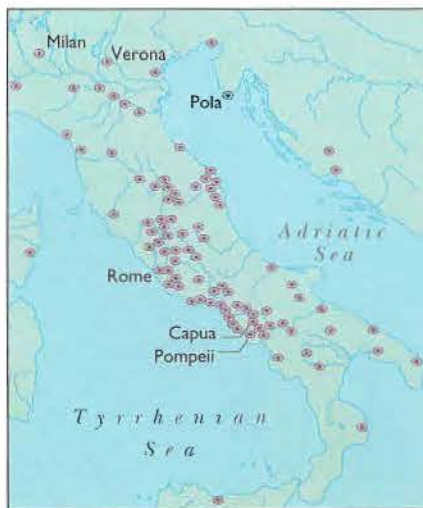 Milan
Verona
Pola
Adriatic
Sea
Rome
Capua
Pompeii
Tyrrhenian
Sea